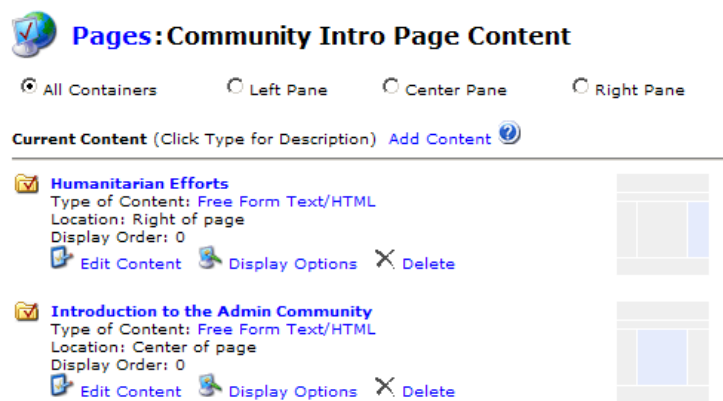 Pages:Community Intro Page Content
All Containers Left Pane Center Pane Right Pane
Current Content (Click Type for Description) Add Content ?
Humanitarian Efforts
Type of Content: Free Form Text/HTML
Location: Right of page
Display Order: 0
Edit Content Display Options Delete
Introduction to the Admin Community
Type of Content: Free Form Text/HTML
Location: Center of page
Display Order: 0
Edit Content Display Options Delete